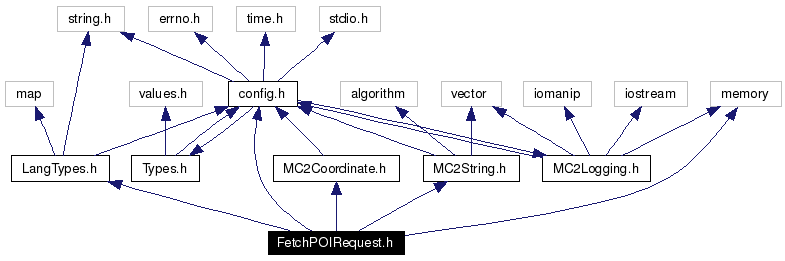 string.h
errno.h
time.h
stdio.h
map
values.h
config.h
algorithm
vector
iomanip
iostream
memory
LangTypes.h
Types.h
MC2Coordinate.h
MC2String.h
MC2Logging.h
FetchPOIRequest.h